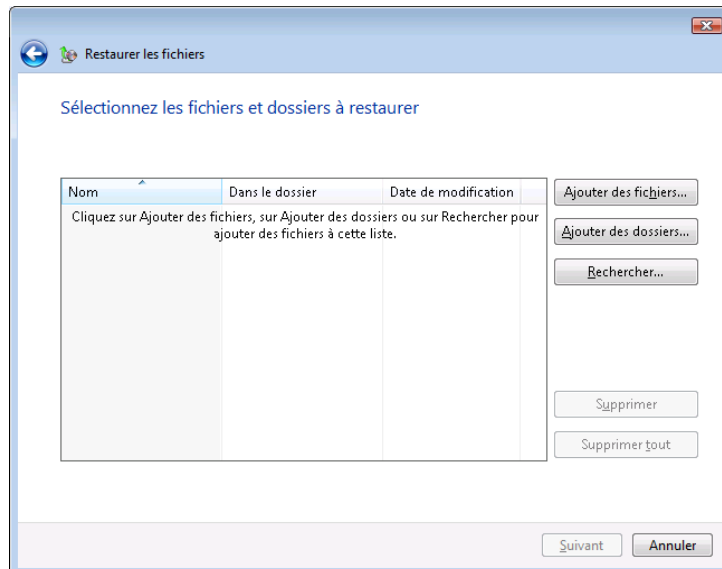 Restaurer les fichiers
Sélectionnez les fichiers et dossiers à restaurer
Nom Dans le dossier Date de modification
Cliquez sur Ajouter des fichiers, sur Ajouter des dossiers ou sur Rechercher pour
ajouter des fichiers à cette liste.
Ajouter des fichiers...
Ajouter des dossiers...
Rechercher...
Supprimer
Supprimer tout
Suivant Annuler